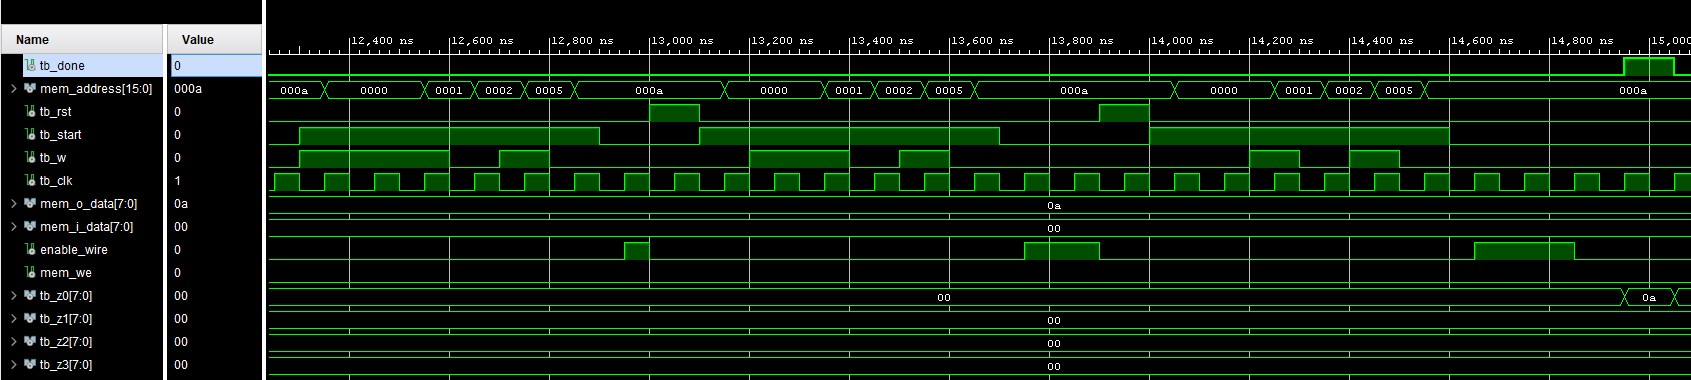 Name Value
12,400 ns 12,600 ns 12,800 ns 13,000 ns 13,200 ns 13,400 ns 13,600 ns 13,800 ns 14,000 ns 14,200 ns 14,400 ns 14,600 ns 14,800 ns 15,000
tb_done 0
mem_address[15:0] 000a 000a 0000 0001 0002 0005 000a 0000 0001 0002 0005 000a 0000 0001 0002 0005 000a
tb_rst 0
tb_start 0
tb_w 0
tb_clk 1
mem_o_data[7:0] 0a 0a
mem_i_data[7:0] 00 00
enable_wire 0
mem_we 0
tb_z0[7:0] 00 00 0a
tb_z1[7:0] 00 00
tb_z2[7:0] 00 00
tb_z3[7:0] 00 00